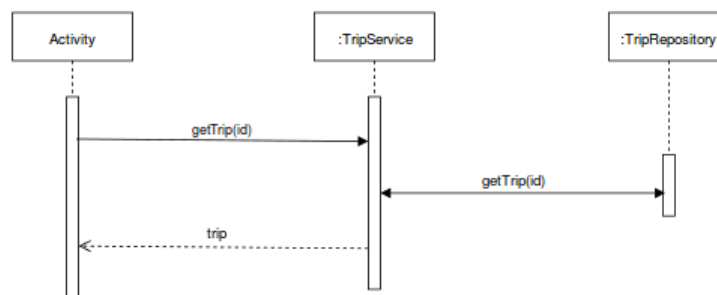 Activity
:TripService
:TripRepository
getTrip(id)
getTrip(id)
trip